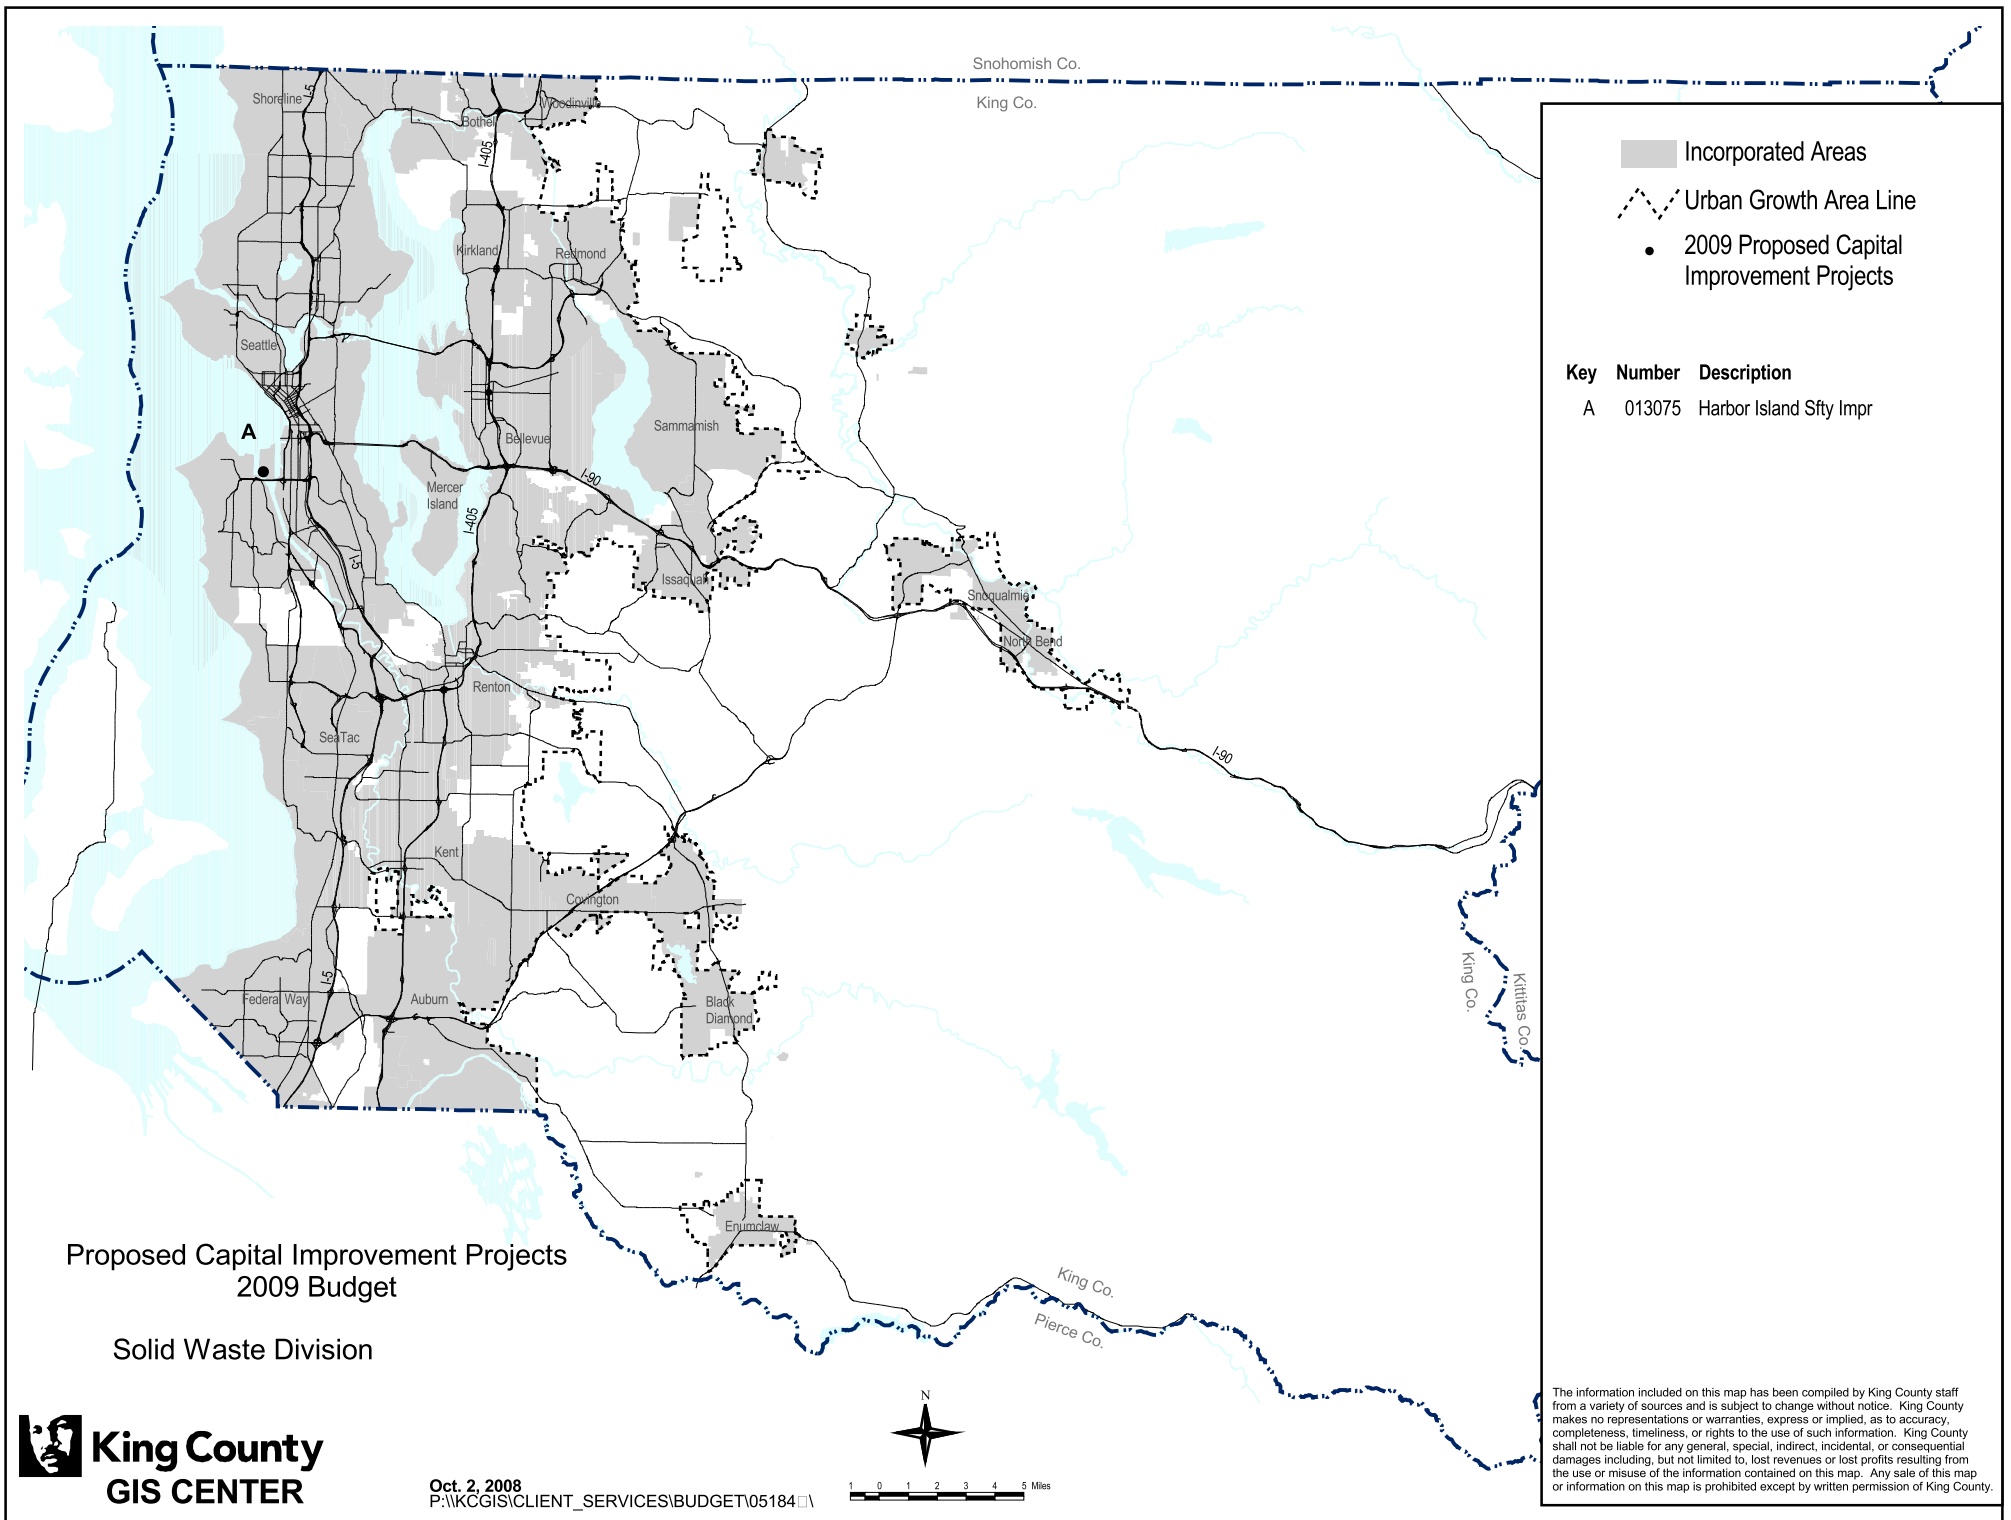 Snohomish Co.
King Co.
Shoreline
I-5
Woodinville
Bothell
I-405
Kirkland
Redmond
Seattle
A
Bellevue
Sammamish
I-90
Mercer
Island
I-405
I-5
Issaquah
Snoqualmie
North Bend
Renton
SeaTac
I-90
Kent
Covington
I-5
Federal Way
Auburn
Black
Diamond
King Co.
Kittitas Co.
Enumclaw
King Co.
Pierce Co.
Incorporated Areas
Urban Growth Area Line
2009 Proposed Capital
Improvement Projects
Key Number Description
A 013075 Harbor Island Sfty Impr
Proposed Capital Improvement Projects
2009 Budget
Solid Waste Division
King County
GIS CENTER
Oct. 2, 2008
P:\\KCGIS\CLIENT_SERVICES\BUDGET\05184□\
N
1 0 1 2 3 4 5 Miles
The information included on this map has been compiled by King County staff
from a variety of sources and is subject to change without notice. King County
makes no representations or warranties, express or implied, as to accuracy,
completeness, timeliness, or rights to the use of such information. King County
shall not be liable for any general, special, indirect, incidental, or consequential
damages including, but not limited to, lost revenues or lost profits resulting from
the use or misuse of the information contained on this map. Any sale of this map
or information on this map is prohibited except by written permission of King County.